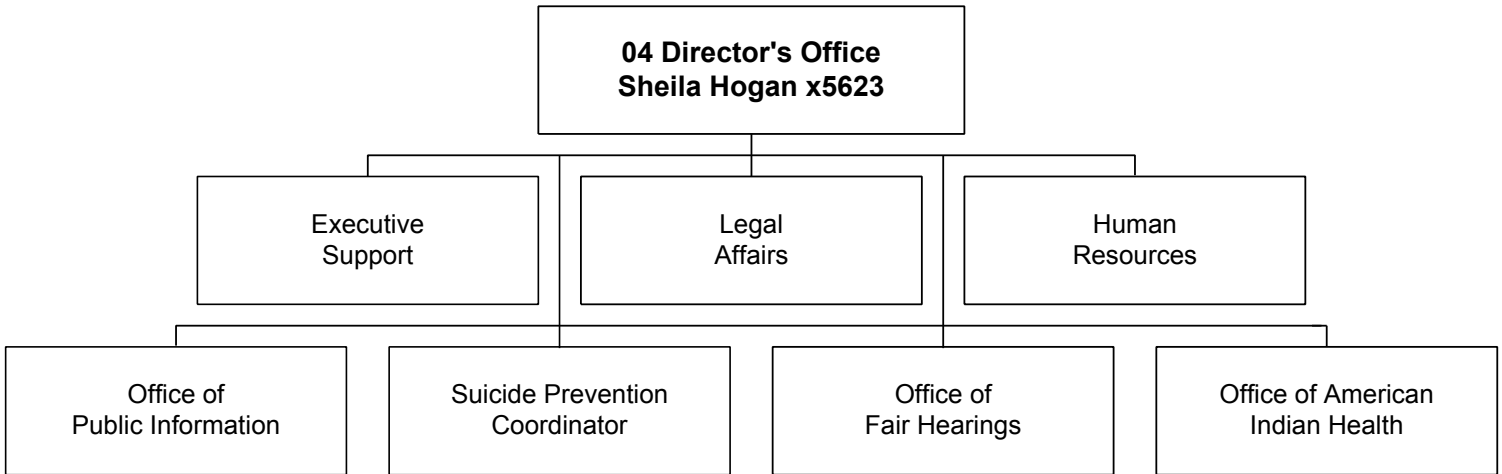 04 Director's Office
Sheila Hogan x5623
Executive
Support
Legal
Affairs
Human
Resources
Office of
Public Information
Suicide Prevention
Coordinator
Office of
Fair Hearings
Office of American
Indian Health